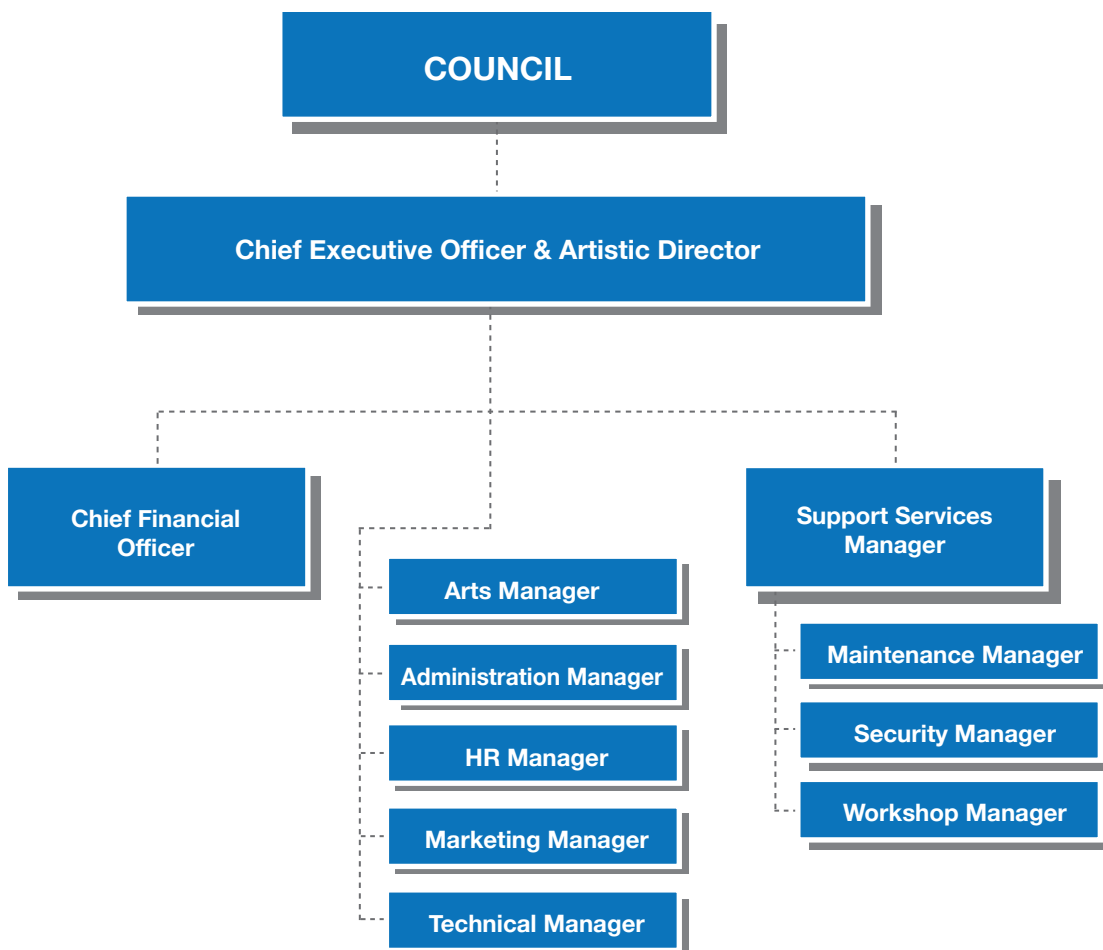 COUNCIL
Chief Executive Officer & Artistic Director
Chief Financial
Officer
Arts Manager
Administration Manager
HR Manager
Marketing Manager
Technical Manager
Support Services
Manager
Maintenance Manager
Security Manager
Workshop Manager